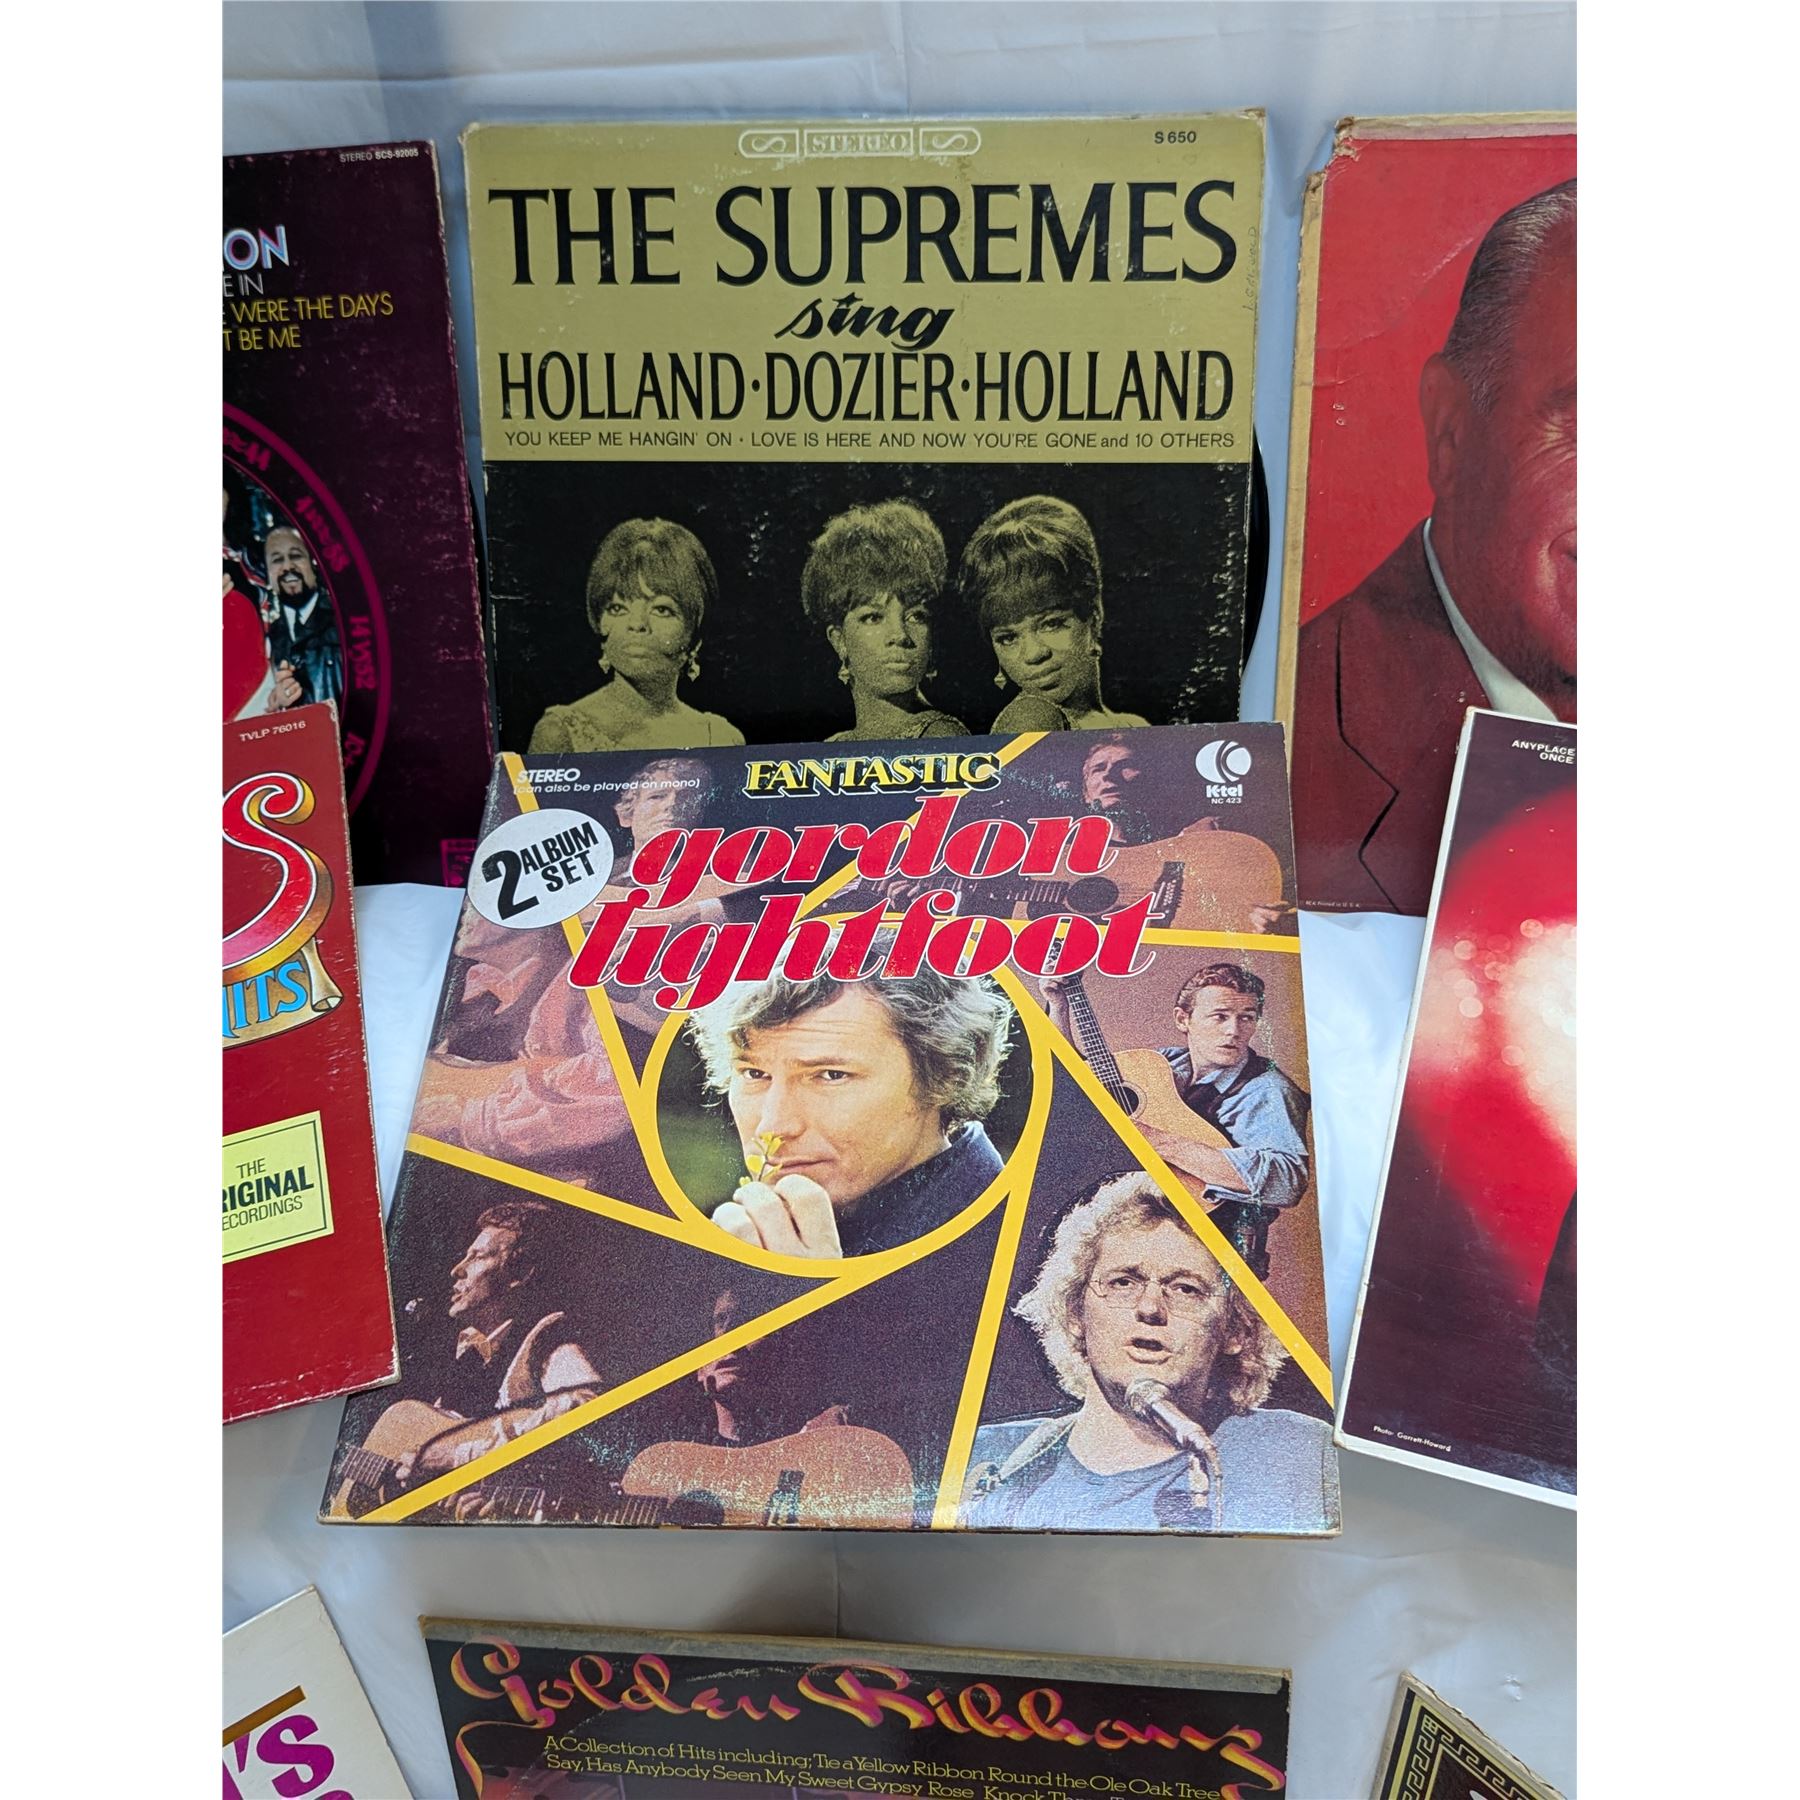 STEREO SCS-92005
ON
E IN
E WERE THE DAYS
T BE ME
STEREO
S 650
THE SUPREMES
sing
HOLLAND·DOZIER·HOLLAND
YOU KEEP ME HANGIN' ON • LOVE IS HERE AND NOW YOU'RE GONE and 10 OTHERS
TVLP 76016
S
HITS
THE
RIGINAL
ECORDINGS
STEREO
(can also be played on mono)
FANTASTIC
K-tel
NC 423
2 ALBUM SET
gordon
lightfoot
ANYPLACE
ONCE
Photo: Garrett-Howard
'S
Golden Ribbons
A Collection of Hits including; Tie a Yellow Ribbon Round the Ole Oak Tree
Say, Has Anybody Seen My Sweet Gypsy Rose